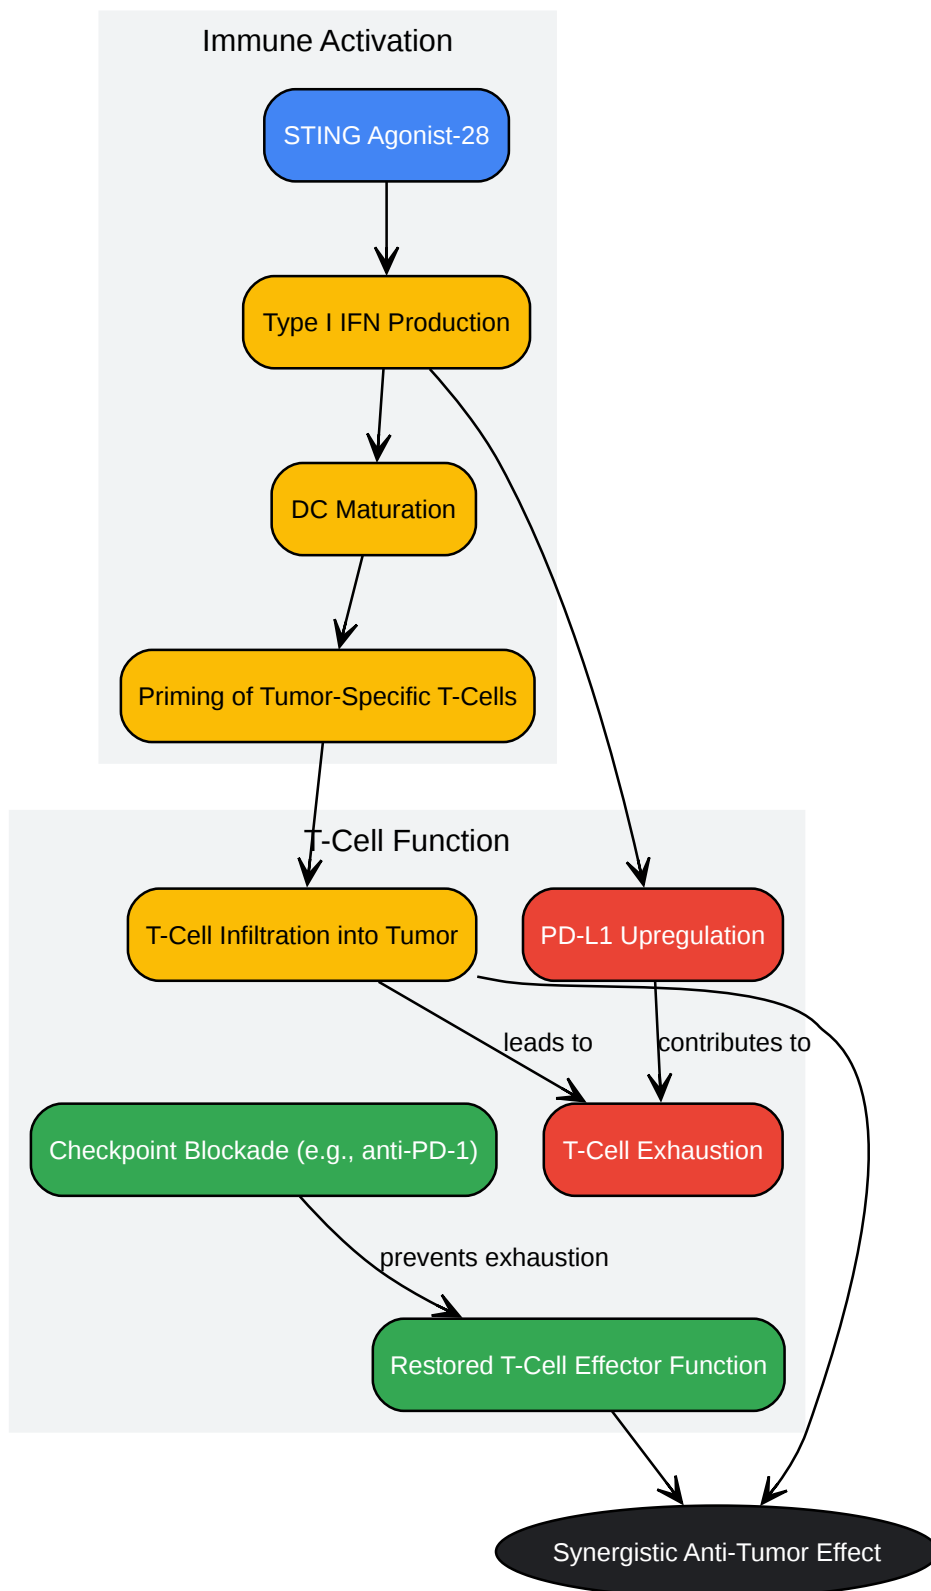 Immune Activation
STING Agonist-28
Type I IFN Production
DC Maturation
Priming of Tumor-Specific T-Cells
T-Cell Function
T-Cell Infiltration into Tumor
PD-L1 Upregulation
leads to
contributes to
Checkpoint Blockade (e.g., anti-PD-1)
T-Cell Exhaustion
prevents exhaustion
Restored T-Cell Effector Function
Synergistic Anti-Tumor Effect